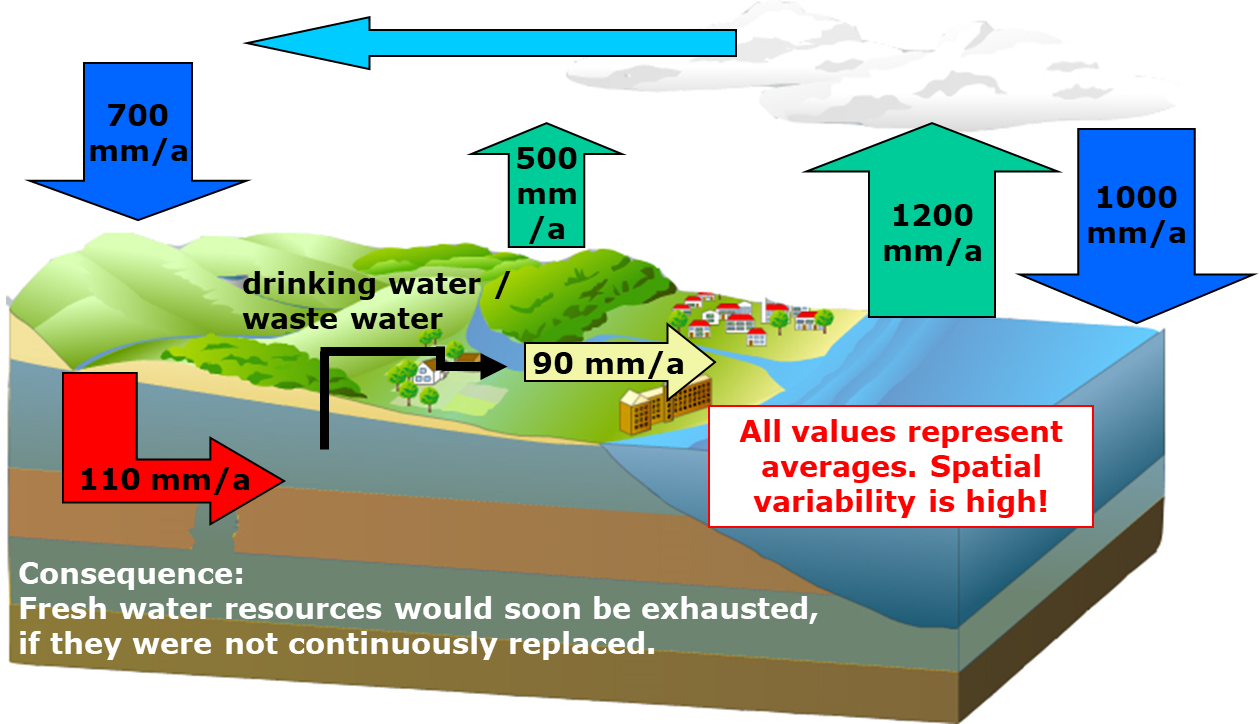 700
mm/a
500
mm
/a
1200
mm/a
1000
mm/a
drinking water /
waste water
90 mm/a
110 mm/a
All values represent
averages. Spatial
variability is high!
Consequence:
Fresh water resources would soon be exhausted,
if they were not continuously replaced.